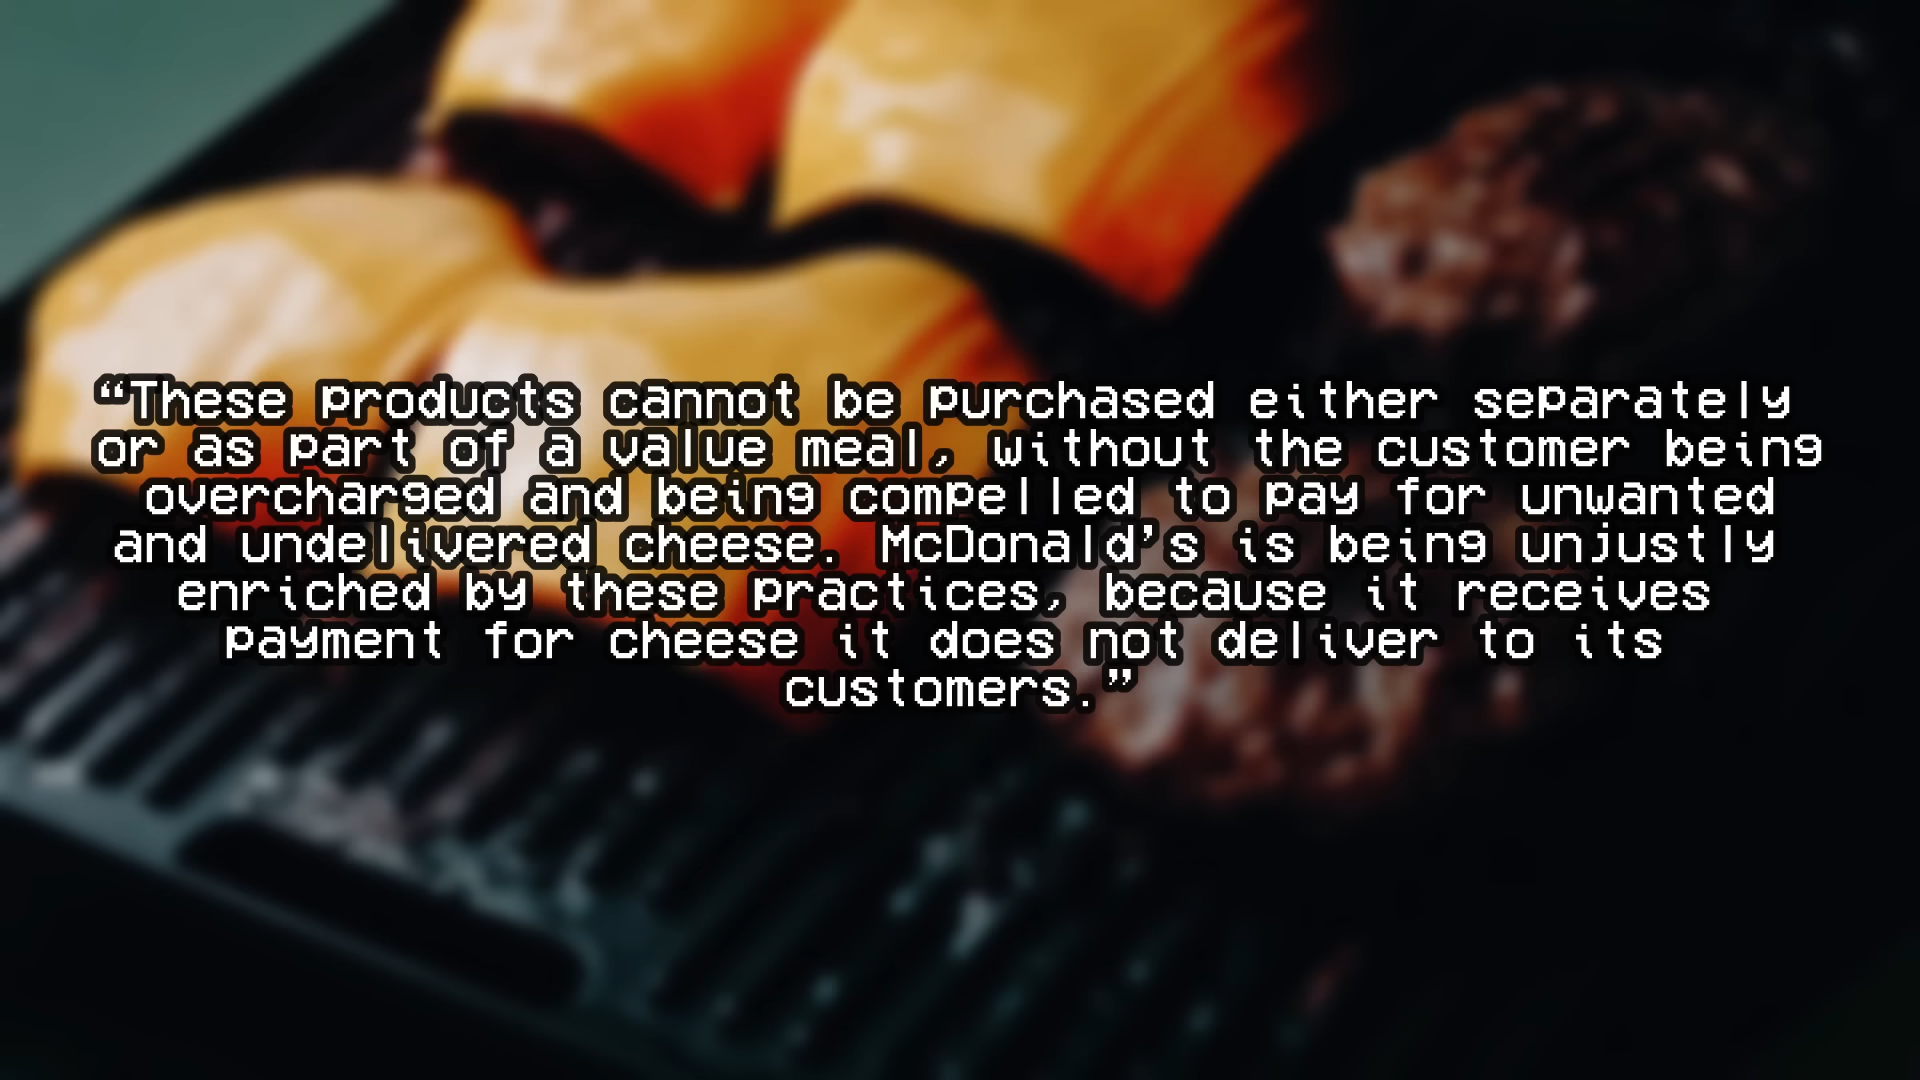 “These products cannot be purchased either separately
or as part of a value meal, without the customer being
overcharged and being compelled to pay for unwanted
and undelivered cheese. McDonald’s is being unjustly
enriched by these practices, because it receives
payment for cheese it does not deliver to its
customers.”